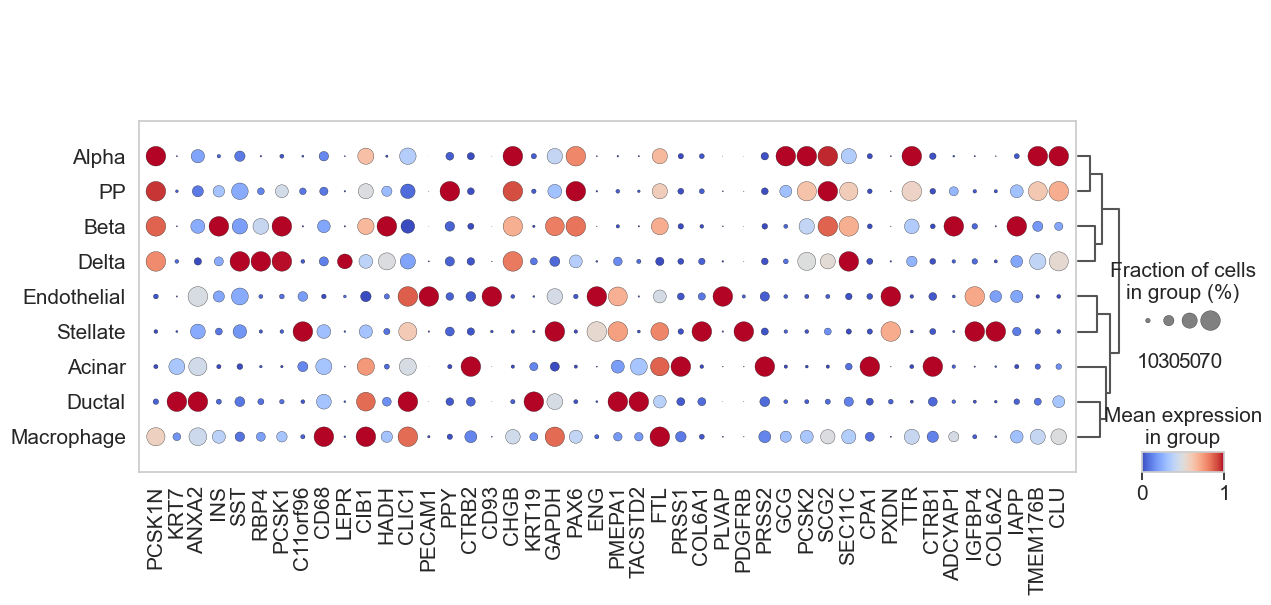 Alpha
PP
Beta
Delta
Endothelial
Stellate
Acinar
Ductal
Macrophage
PCSK1N
KRT7
ANXA2
INS
SST
RBP4
PCSK1
C11orf96
CD68
LEPR
CIB1
HADH
CLIC1
PECAM1
PPY
CTRB2
CD93
CHGB
KRT19
GAPDH
PAX6
ENG
PMEPA1
TACSTD2
FTL
PRSS1
COL6A1
PLVAP
PDGFRB
PRSS2
GCG
PCSK2
SCG2
SEC11C
CPA1
PXDN
TTR
CTRB1
ADCYAP1
IGFBP4
COL6A2
IAPP
TMEM176B
CLU
Fraction of cells
in group (%)
10305070
Mean expression
in group
0 1